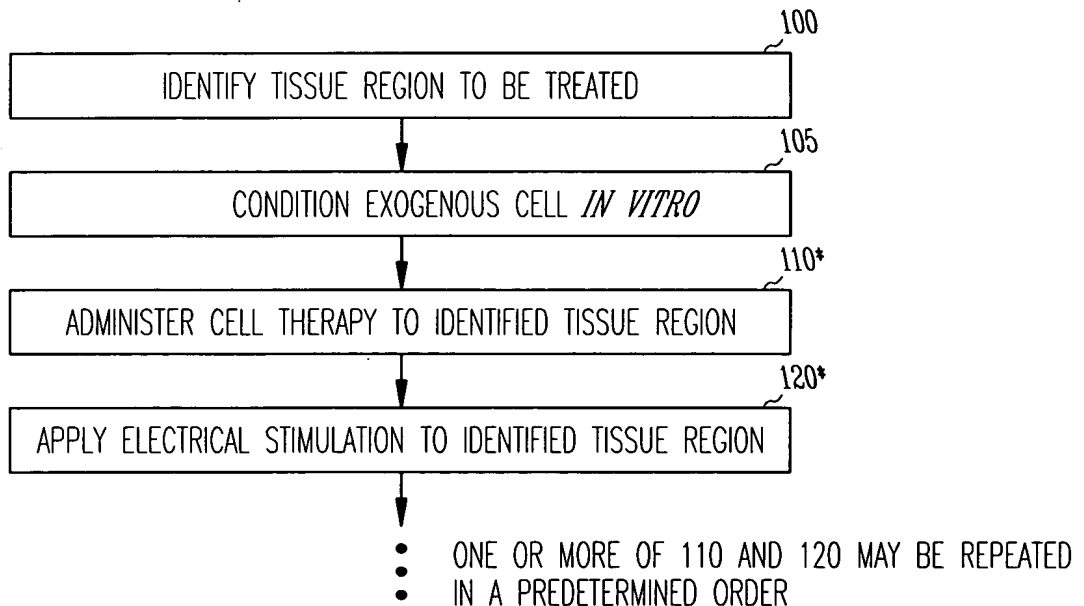 100
IDENTIFY TISSUE REGION TO BE TREATED
105
CONDITION EXOGENOUS CELL IN VITRO
110*
ADMINISTER CELL THERAPY TO IDENTIFIED TISSUE REGION
120*
APPLY ELECTRICAL STIMULATION TO IDENTIFIED TISSUE REGION
ONE OR MORE OF 110 AND 120 MAY BE REPEATED
IN A PREDETERMINED ORDER